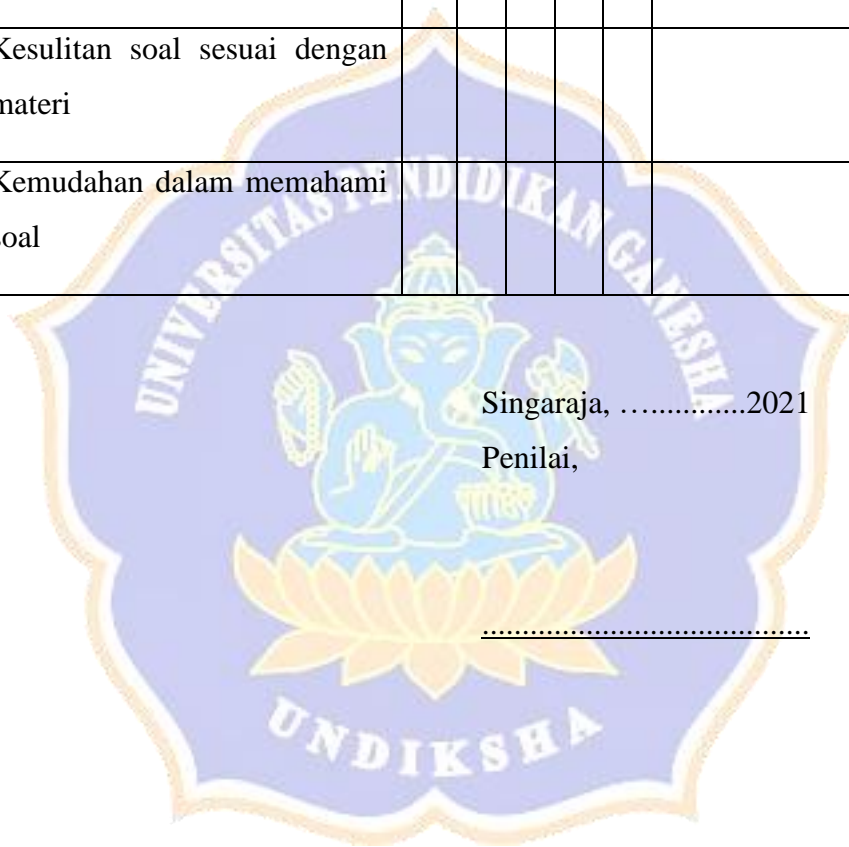 Kesulitan soal sesuai dengan
materi
Kemudahan dalam memahami
soal
UNIVERSITAS PENDIDIKAN GANESHA
Singaraja, …............2021
Penilai,
.........................................
UNDIKSHA